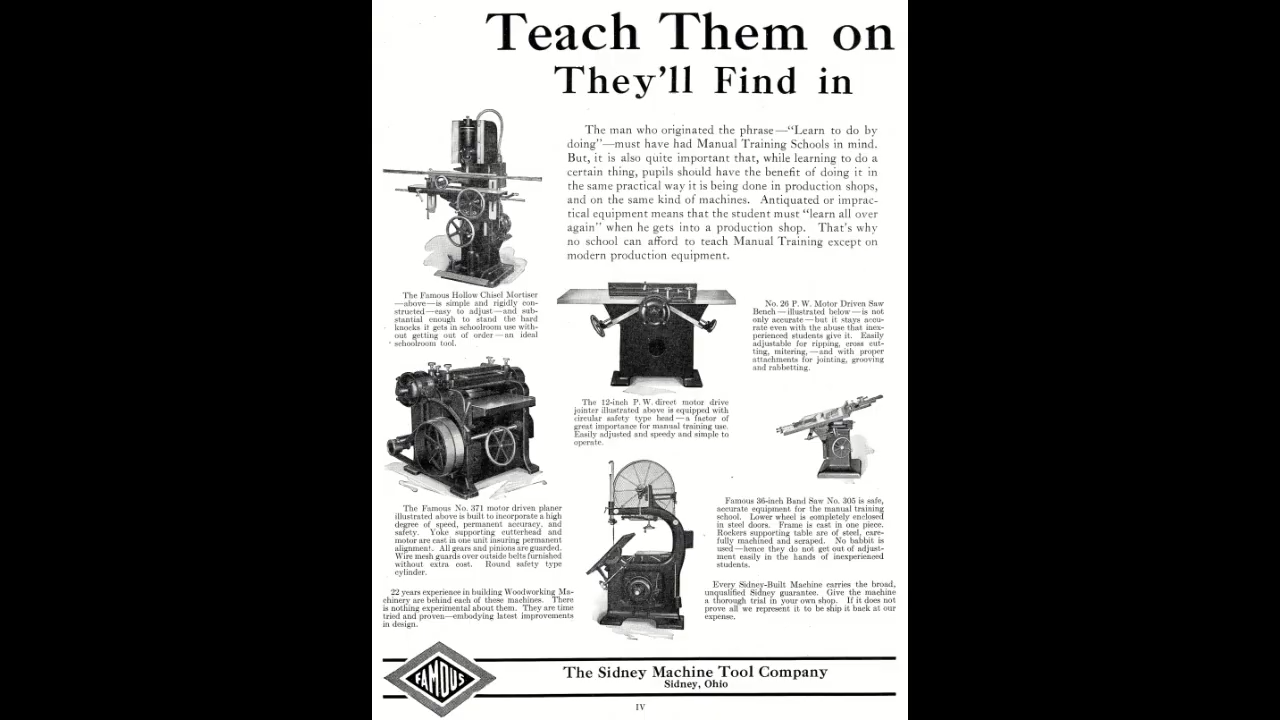 Teach Them on
They'll Find in
The man who originated the phrase—"Learn to do by
doing"—must have had Manual Training Schools in mind.
But, it is also quite important that, while learning to do a
certain thing, pupils should have the benefit of doing it in
the same practical way it is being done in production shops,
and on the same kind of machines. Antiquated or imprac-
tical equipment means that the student must "learn all over
again" when he gets into a production shop. That's why
no school can afford to teach Manual Training except on
modern production equipment.
The Famous Hollow Chisel Mortiser
—above—is simple and rigidly con-
structed—easy to adjust—and sub-
stantial enough to stand the hard
knocks it gets in schoolroom use with-
out getting out of order—an ideal
schoolroom tool.
No. 26 P. W. Motor Driven Saw
Bench—illustrated below—is not
only accurate—but it stays accu-
rate even with the abuse that inex-
perienced students give it. Easily
adjustable for ripping, cross cut-
ting, mitering,—and with proper
attachments for jointing, grooving
and rabbetting.
The 12-inch P. W. direct motor drive
jointer illustrated above is equipped with
circular safety type head—a factor of
great importance for manual training use.
Easily adjusted and speedy and simple to
operate.
The Famous No. 371 motor driven planer
illustrated above is built to incorporate a high
degree of speed, permanent accuracy, and
safety. Yoke supporting cutterhead and
motor are cast in one unit insuring permanent
alignment. All gears and pinions are guarded.
Wire mesh guards over outside belts furnished
without extra cost. Round safety type
cylinder.
Famous 36-inch Band Saw No. 305 is safe,
accurate equipment for the manual training
school. Lower wheel is completely enclosed
in steel doors. Frame is cast in one piece.
Rockers supporting table are of steel, care-
fully machined and scraped. No babbit is
used—hence they do not get out of adjust-
ment easily in the hands of inexperienced
students.
22 years experience in building Woodworking Ma-
chinery are behind each of these machines. There
is nothing experimental about them. They are time
tried and proven—embodying latest improvements
in design.
Every Sidney-Built Machine carries the broad,
unqualified Sidney guarantee. Give the machine
a thorough trial in your own shop. If it does not
prove all we represent it to be ship it back at our
expense.
FAMOUS
The Sidney Machine Tool Company
Sidney, Ohio
IV